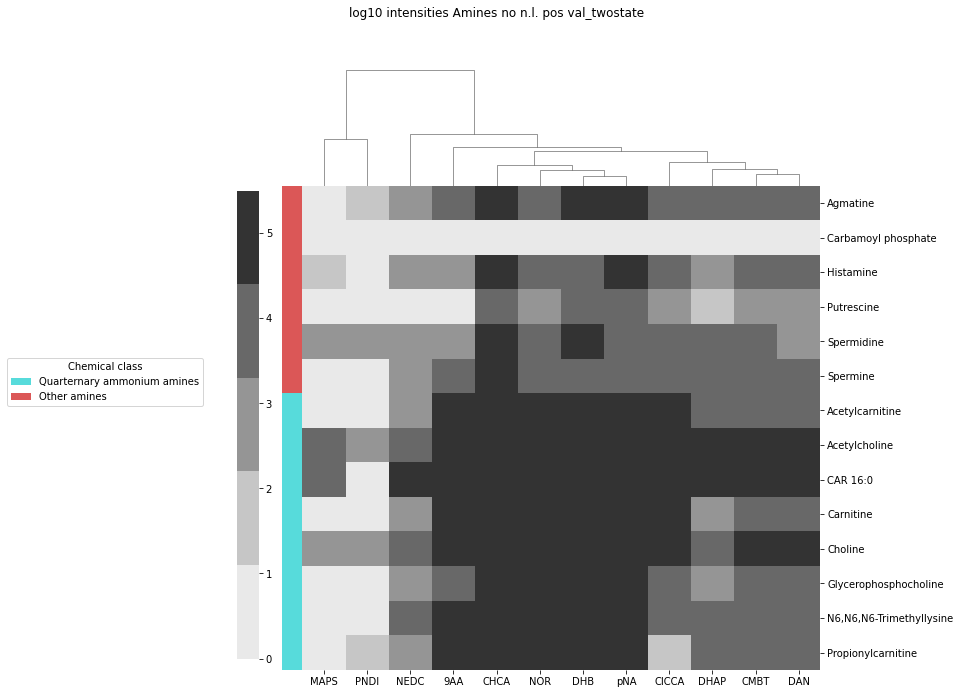 log10 intensities Amines no n.l. pos val_twostate
Agmatine
Carbamoyl phosphate
Histamine
Putrescine
Spermidine
Spermine
Acetylcarnitine
Acetylcholine
CAR 16:0
Carnitine
Choline
Glycerophosphocholine
N6,N6,N6-Trimethyllysine
Propionylcarnitine
5
4
3
2
1
0
Chemical class
Quarternary ammonium amines
Other amines
MAPS PNDI NEDC 9AA CHCA NOR DHB pNA ClCCA DHAP CMBT DAN